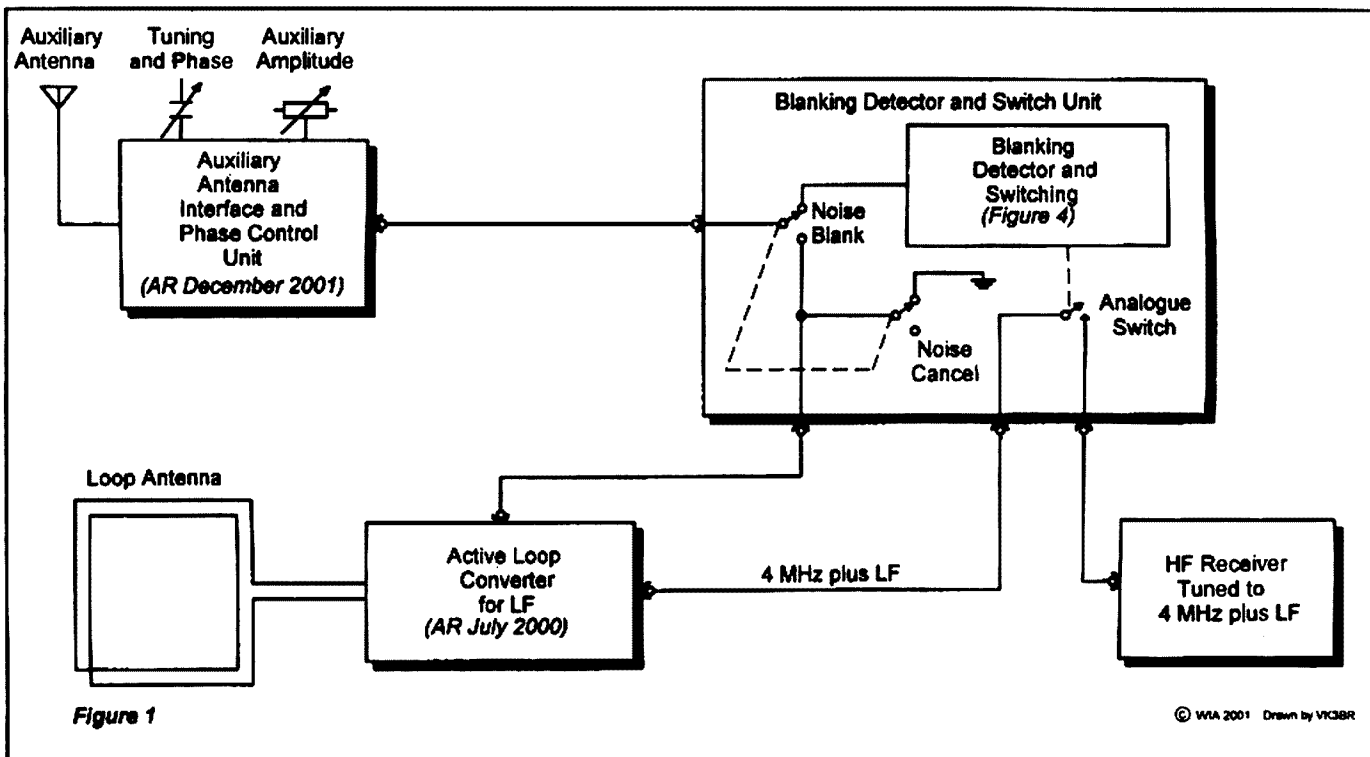 Auxiliary
Antenna
Tuning
and Phase
Auxiliary
Amplitude
Auxiliary
Antenna
Interface and
Phase Control
Unit
(AR December 2001)
Blanking Detector and Switch Unit
Blanking
Detector and
Switching
(Figure 4)
Noise
Blank
Noise
Cancel
Analogue
Switch
Loop Antenna
Active Loop
Converter
for LF
(AR July 2000)
4 MHz plus LF
HF Receiver
Tuned to
4 MHz plus LF
Figure 1
© WIA 2001 Drawn by VK3BR